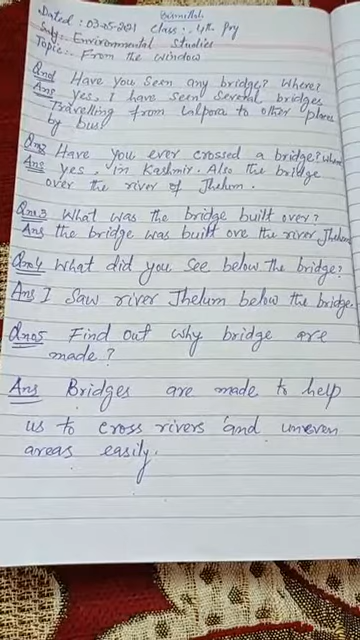 Bismillah
Dated : 03-05-2021 Class :- 4th Pry
Sub :- Environmental Studies
Topic :- From the window
Qno1 Have you seen any bridge? Where?
Ans yes, I have seen several bridges
Travelling from Lalpora to other places
by bus
Qno2 Have you ever crossed a bridge? where
Ans yes, in Kashmir. Also the bridge
over the river of Jhelum.
Qno.3 What was the bridge built over?
Ans the bridge was built ove the river Jhelum
Qno4 What did you see below the bridge?
Ans I Saw river Jhelum below the bridge
Qno5 Find out why bridge are
made?
Ans Bridges are made to help
us to cross rivers and uneven
areas easily.